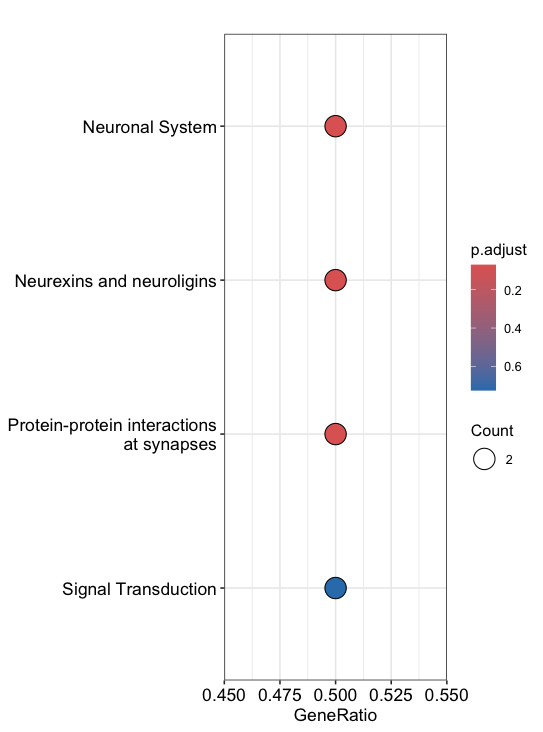 Neuronal System
Neurexins and neuroligins
Protein-protein interactions
at synapses
Signal Transduction
0.450 0.475 0.500 0.525 0.550
GeneRatio
p.adjust
0.2
0.4
0.6
Count
2